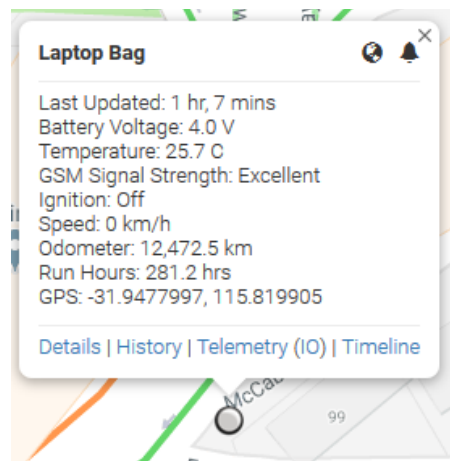 Laptop Bag
Last Updated: 1 hr, 7 mins
Battery Voltage: 4.0 V
Temperature: 25.7 C
GSM Signal Strength: Excellent
Ignition: Off
Speed: 0 km/h
Odometer: 12,472.5 km
Run Hours: 281.2 hrs
GPS: -31.9477997, 115.819905
Details | History | Telemetry (IO) | Timeline
99